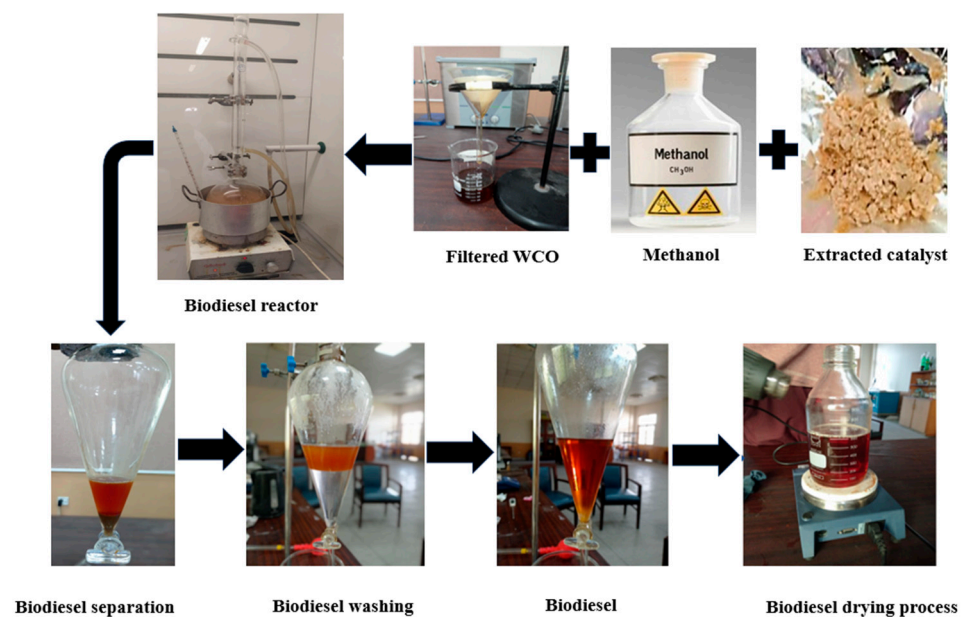 Methanol
CH3OH
Filtered WCO
Methanol
Extracted catalyst
Biodiesel reactor
Biodiesel separation
Biodiesel washing
Biodiesel
Biodiesel drying process